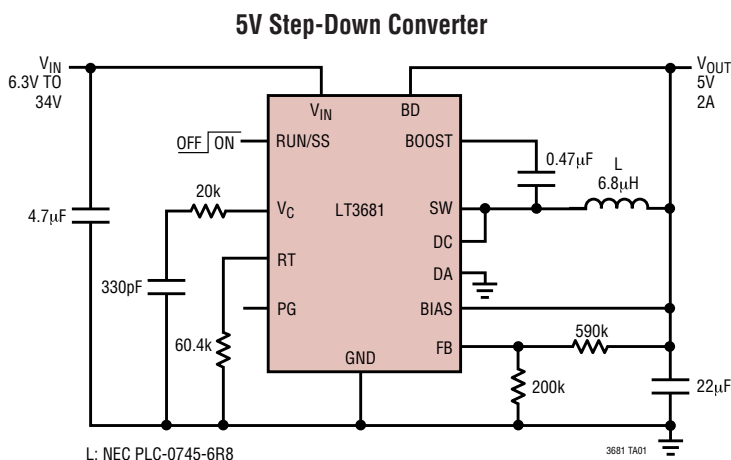 5V Step-Down Converter
VIN
6.3V TO
34V
VOUT
5V
2A
VIN
BD
OFF ON
RUN/SS
BOOST
0.47µF
L
6.8µH
20k
4.7µF
VC
LT3681
SW
DC
RT
DA
330pF
PG
BIAS
590k
60.4k
FB
GND
200k
22µF
L: NEC PLC-0745-6R8
3681 TA01